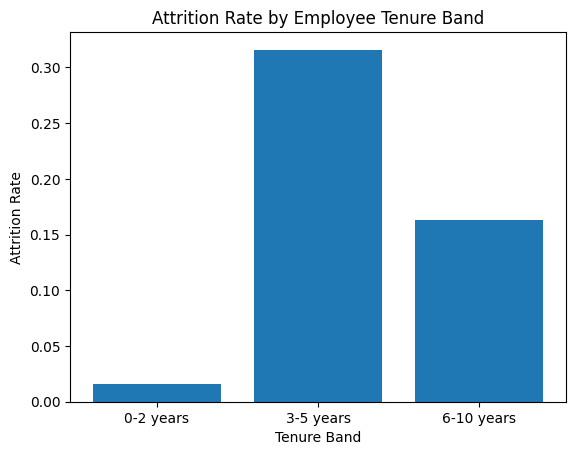 Attrition Rate by Employee Tenure Band
0.30
0.25
0.20
0.15
0.10
0.05
0.00
Attrition Rate
0-2 years
3-5 years
6-10 years
Tenure Band